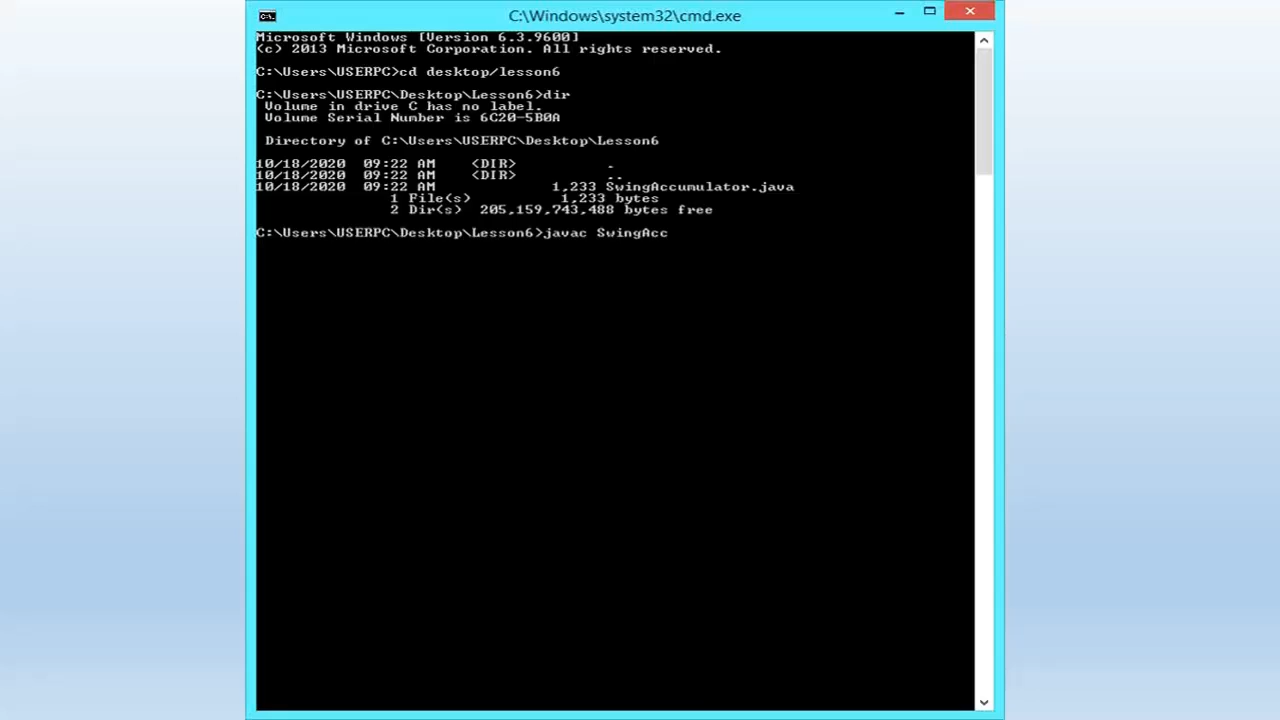 C:\Windows\system32\cmd.exe
Microsoft Windows [Version 6.3.9600]
(c) 2013 Microsoft Corporation. All rights reserved.
C:\Users\USERPC>cd desktop/lesson6
C:\Users\USERPC\Desktop\Lesson6>dir
Volume in drive C has no label.
Volume Serial Number is 6C20-5B0A
Directory of C:\Users\USERPC\Desktop\Lesson6
10/18/2020  09:22 AM    <DIR>          .
10/18/2020  09:22 AM    <DIR>          ..
10/18/2020  09:22 AM             1,233 SwingAccumulator.java
1 File(s)          1,233 bytes
2 Dir(s)  205,159,743,488 bytes free
C:\Users\USERPC\Desktop\Lesson6>javac SwingAcc